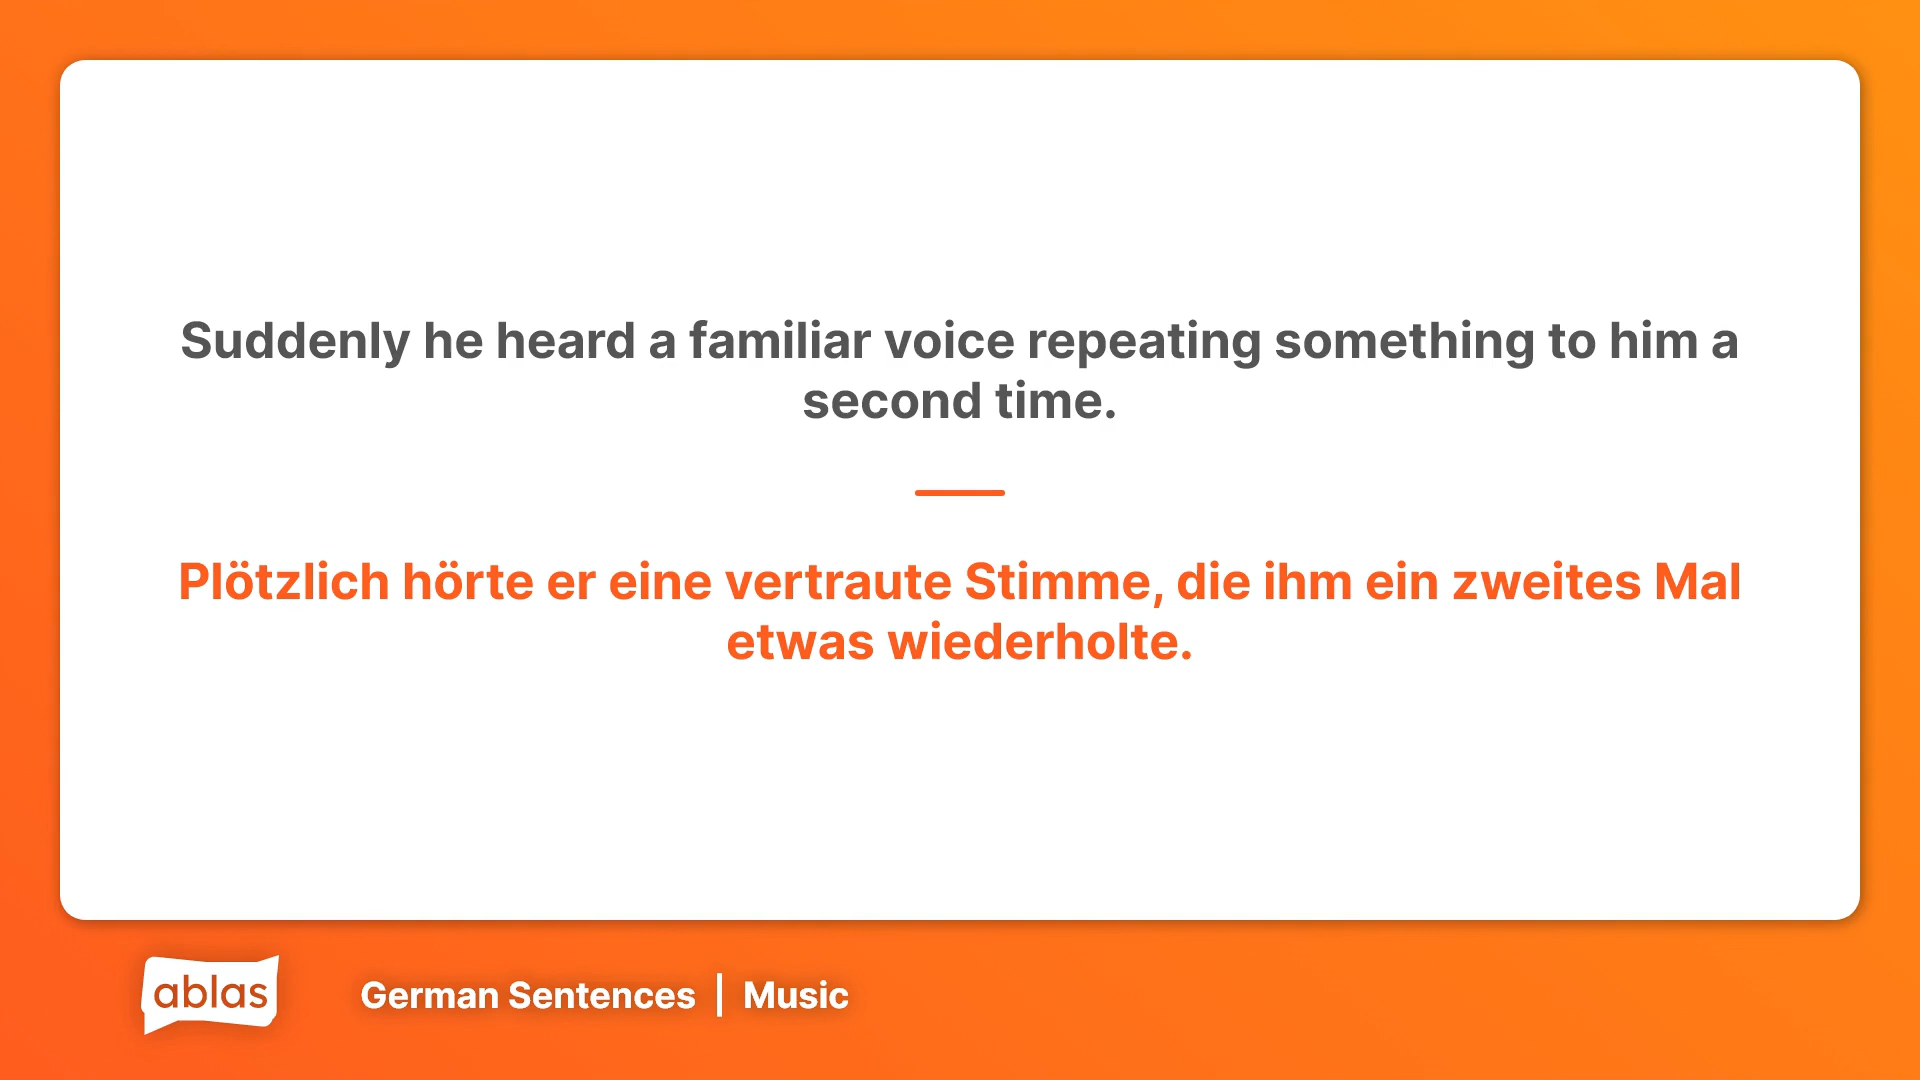 Suddenly he heard a familiar voice repeating something to him a
second time.
Plötzlich hörte er eine vertraute Stimme, die ihm ein zweites Mal
etwas wiederholte.
ablas
German Sentences | Music